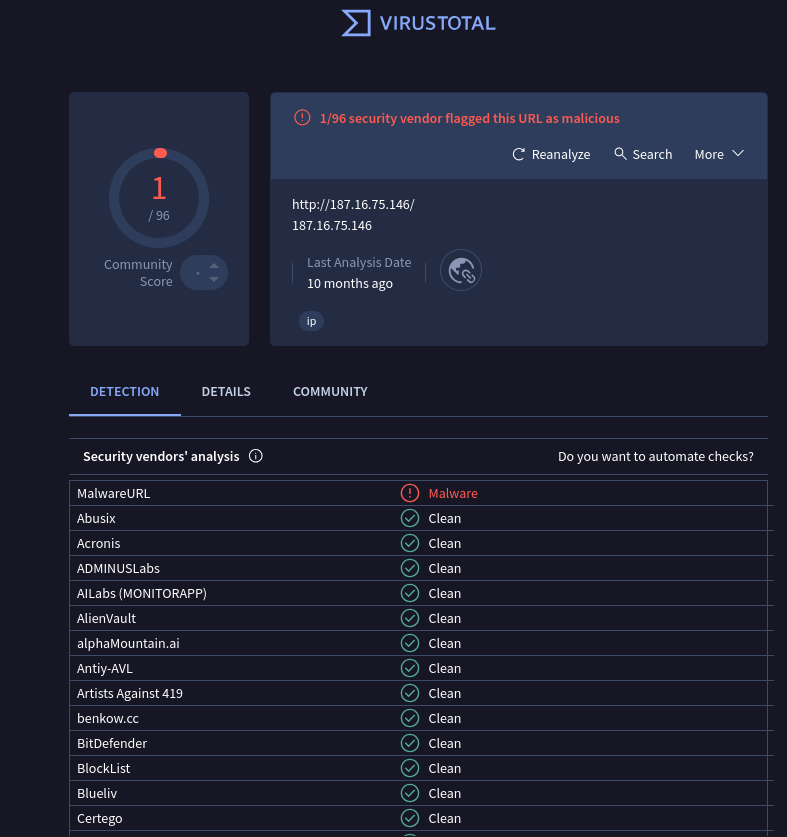 VIRUSTOTAL
1
/ 96
Community
Score
1/96 security vendor flagged this URL as malicious
Reanalyze Search More
http://187.16.75.146/
187.16.75.146
Last Analysis Date
10 months ago
ip
DETECTION DETAILS COMMUNITY
Security vendors' analysis Do you want to automate checks?
MalwareURL Malware
Abusix Clean
Acronis Clean
ADMINUSLabs Clean
AILabs (MONITORAPP) Clean
AlienVault Clean
alphaMountain.ai Clean
Antiy-AVL Clean
Artists Against 419 Clean
benkow.cc Clean
BitDefender Clean
BlockList Clean
Blueliv Clean
Certego Clean